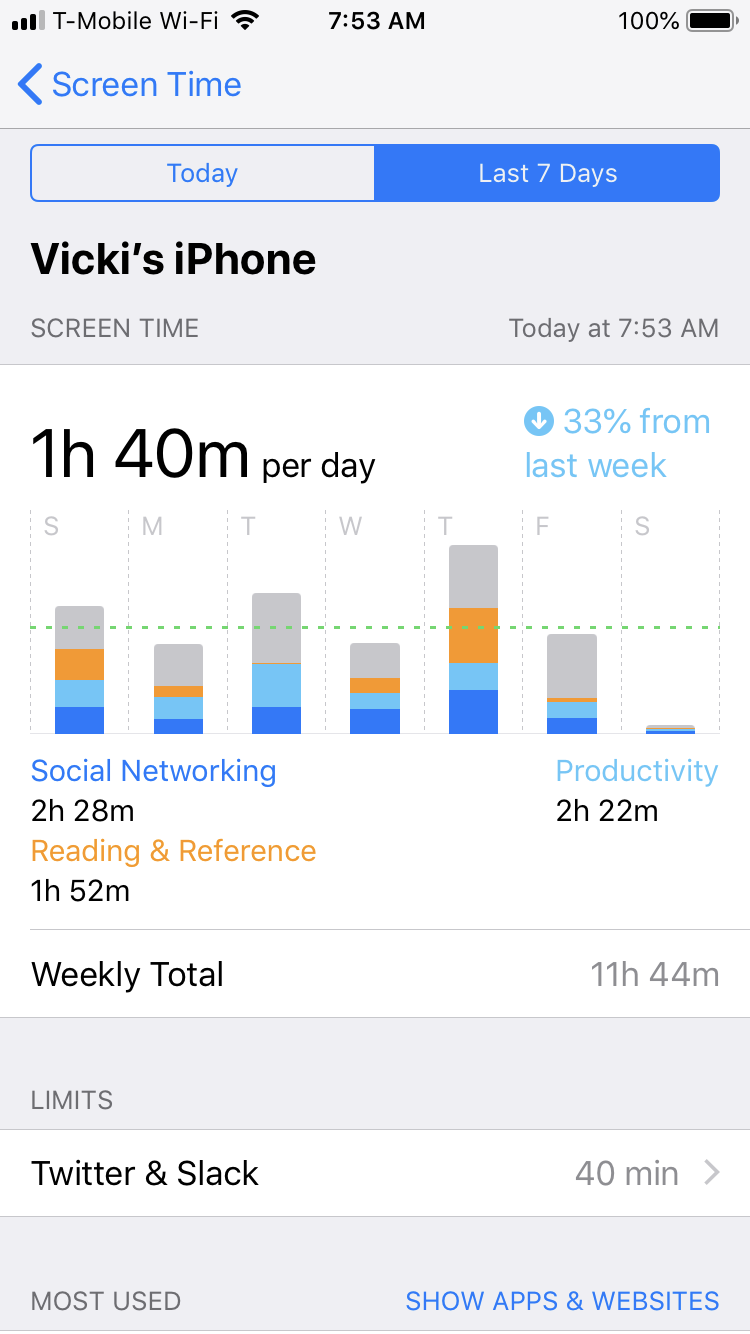 T-Mobile Wi-Fi 7:53 AM 100%
Screen Time
Today Last 7 Days
Vicki’s iPhone
SCREEN TIME Today at 7:53 AM
1h 40m per day
33% from
last week
S M T W T F S
Social Networking Productivity
2h 28m 2h 22m
Reading & Reference
1h 52m
Weekly Total 11h 44m
LIMITS
Twitter & Slack 40 min
MOST USED SHOW APPS & WEBSITES